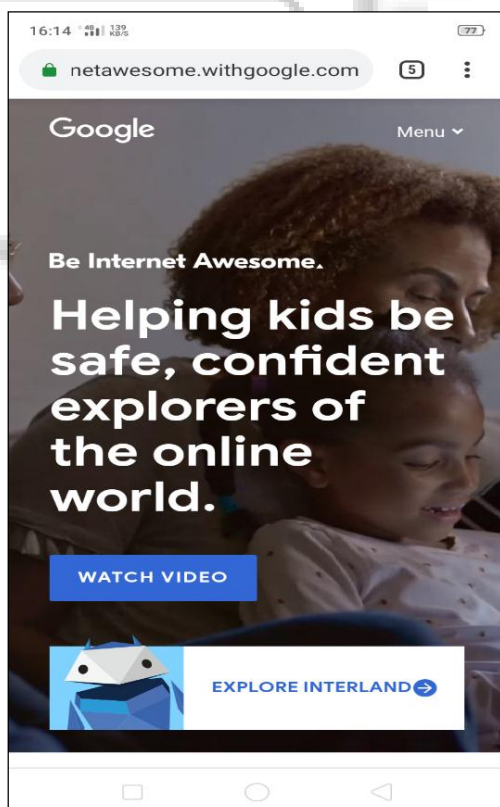 16:14 4G 139 KB/s 77
netawesome.withgoogle.com 5
Google Menu
Be Internet Awesome.
Helping kids be
safe, confident
explorers of
the online
world.
WATCH VIDEO
EXPLORE INTERLAND